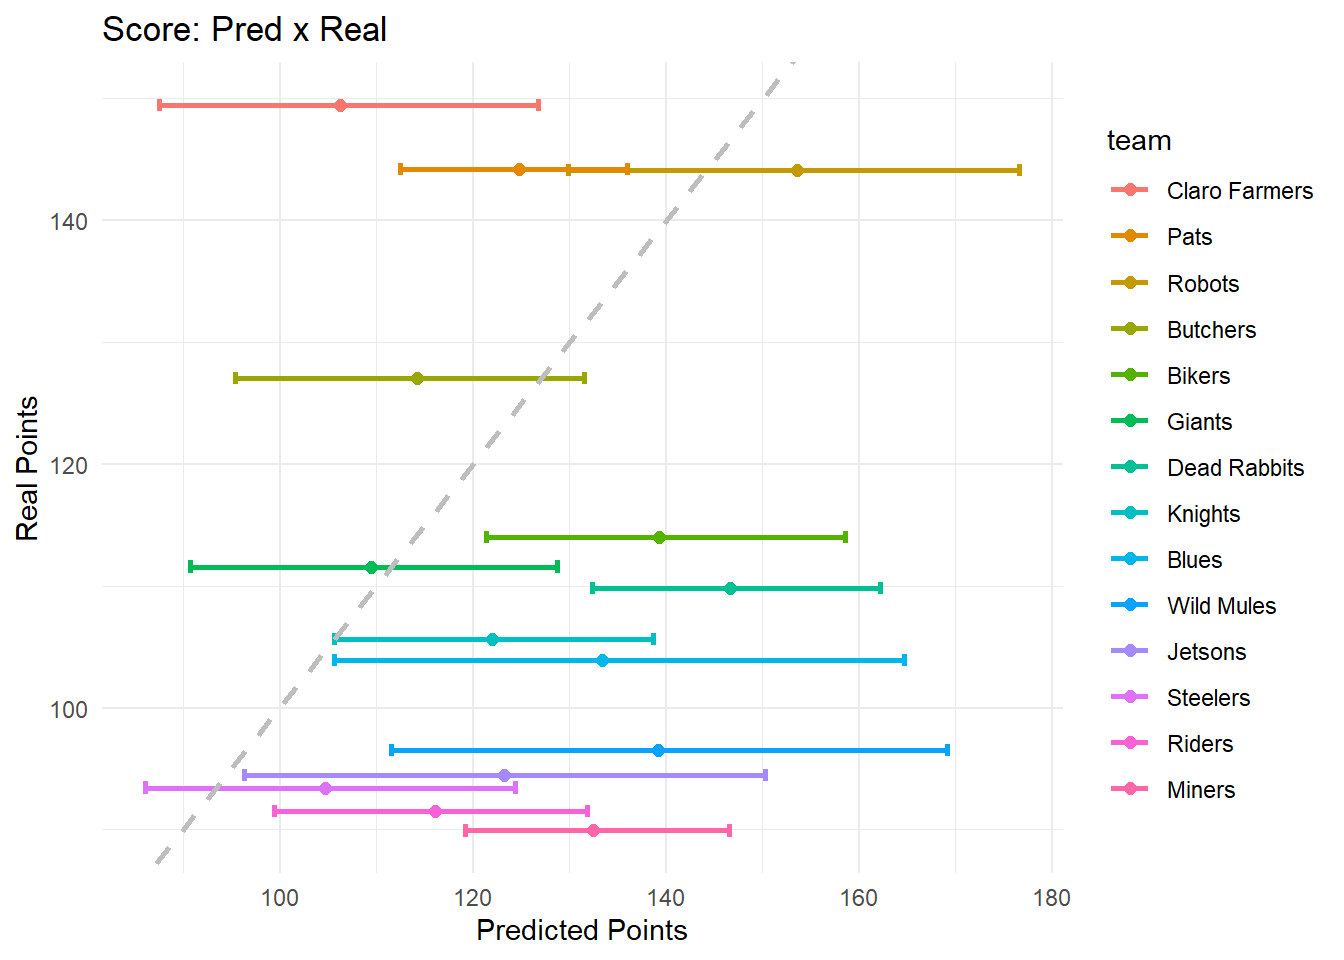 Score: Pred x Real
Real Points
140
120
100
100 120 140 160 180
Predicted Points
team
Claro Farmers
Pats
Robots
Butchers
Bikers
Giants
Dead Rabbits
Knights
Blues
Wild Mules
Jetsons
Steelers
Riders
Miners